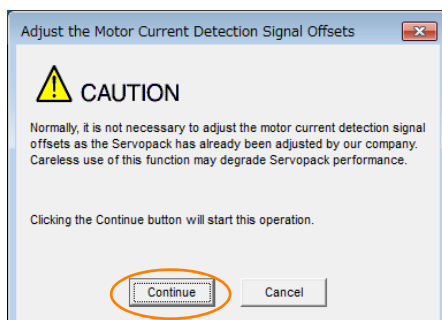 Adjust the Motor Current Detection Signal Offsets
CAUTION
Normally, it is not necessary to adjust the motor current detection signal
offsets as the Servopack has already been adjusted by our company.
Careless use of this function may degrade Servopack performance.
Clicking the Continue button will start this operation.
Continue Cancel